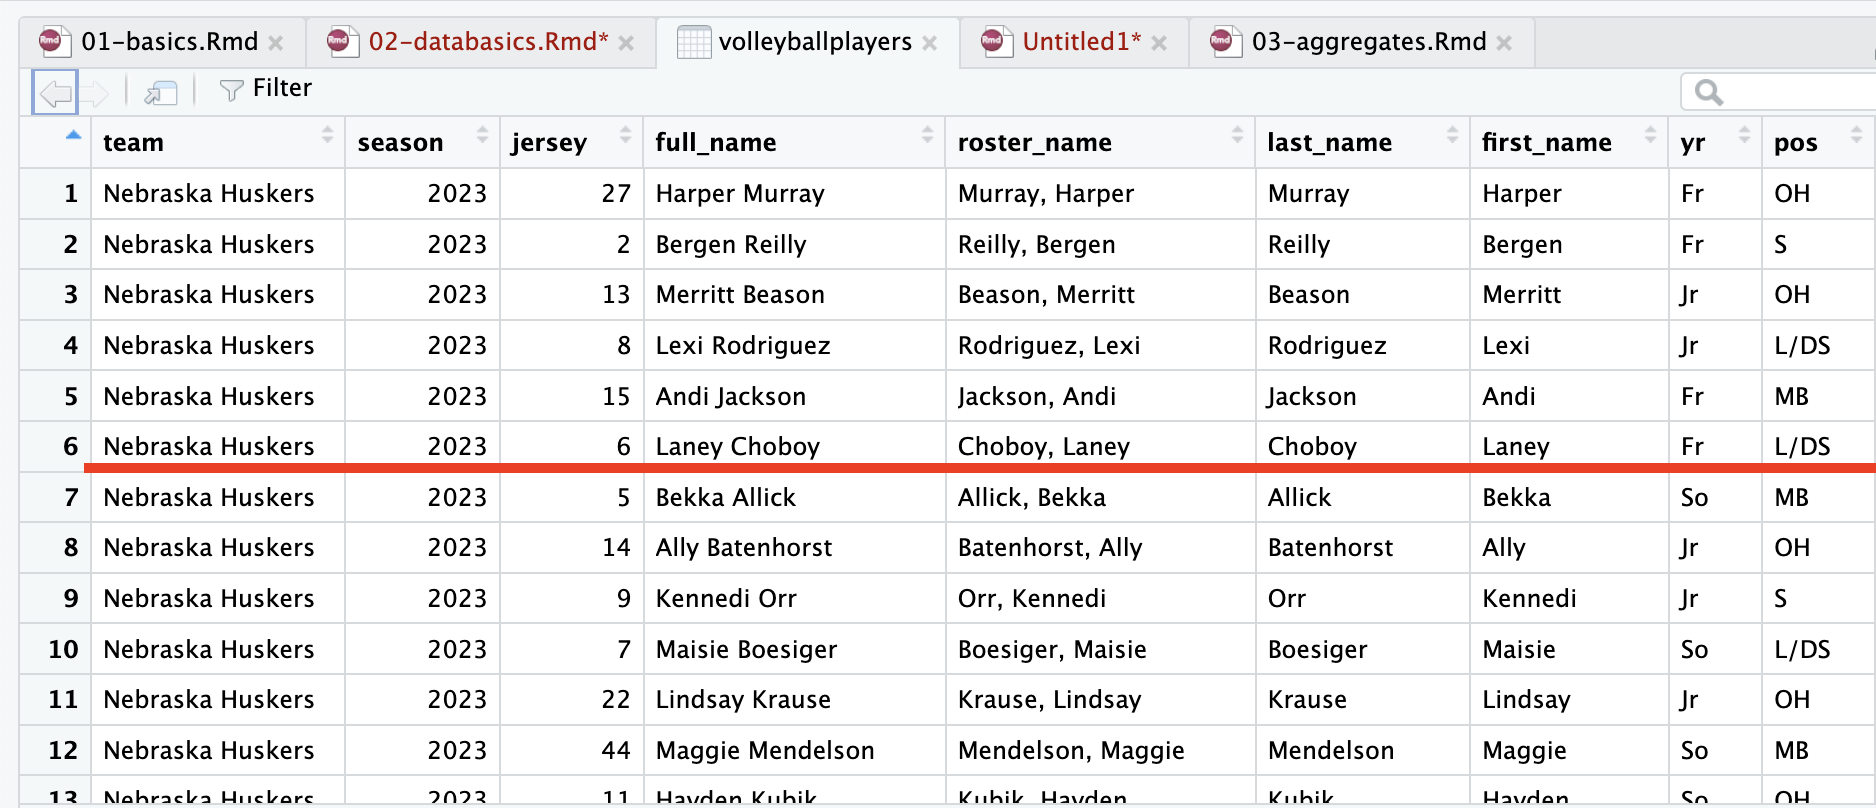 01-basics.Rmd 02-databasics.Rmd* volleyballplayers Untitled1* 03-aggregates.Rmd
Filter
team season jersey full_name roster_name last_name first_name yr pos
1 Nebraska Huskers 2023 27 Harper Murray Murray, Harper Murray Harper Fr OH
2 Nebraska Huskers 2023 2 Bergen Reilly Reilly, Bergen Reilly Bergen Fr S
3 Nebraska Huskers 2023 13 Merritt Beason Beason, Merritt Beason Merritt Jr OH
4 Nebraska Huskers 2023 8 Lexi Rodriguez Rodriguez, Lexi Rodriguez Lexi Jr L/DS
5 Nebraska Huskers 2023 15 Andi Jackson Jackson, Andi Jackson Andi Fr MB
6 Nebraska Huskers 2023 6 Laney Choboy Choboy, Laney Choboy Laney Fr L/DS
7 Nebraska Huskers 2023 5 Bekka Allick Allick, Bekka Allick Bekka So MB
8 Nebraska Huskers 2023 14 Ally Batenhorst Batenhorst, Ally Batenhorst Ally Jr OH
9 Nebraska Huskers 2023 9 Kennedi Orr Orr, Kennedi Orr Kennedi Jr S
10 Nebraska Huskers 2023 7 Maisie Boesiger Boesiger, Maisie Boesiger Maisie So L/DS
11 Nebraska Huskers 2023 22 Lindsay Krause Krause, Lindsay Krause Lindsay Jr OH
12 Nebraska Huskers 2023 44 Maggie Mendelson Mendelson, Maggie Mendelson Maggie So MB
13 Nebraska Huskers 2023 11 Hayden Kubik Kubik, Hayden Kubik Hayden So OH